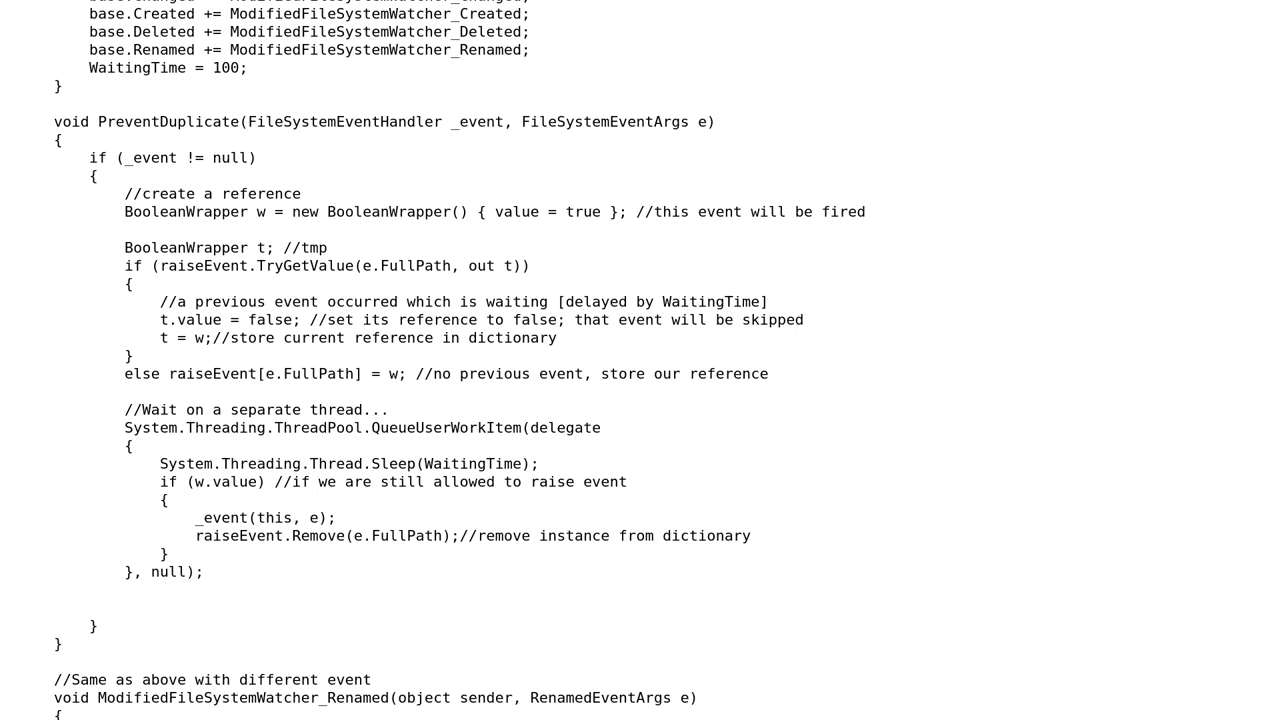 base.Changed += ModifiedFileSystemWatcher_Changed;
base.Created += ModifiedFileSystemWatcher_Created;
base.Deleted += ModifiedFileSystemWatcher_Deleted;
base.Renamed += ModifiedFileSystemWatcher_Renamed;
WaitingTime = 100;
}
void PreventDuplicate(FileSystemEventHandler _event, FileSystemEventArgs e)
{
if (_event != null)
{
//create a reference
BooleanWrapper w = new BooleanWrapper() { value = true }; //this event will be fired
BooleanWrapper t; //tmp
if (raiseEvent.TryGetValue(e.FullPath, out t))
{
//a previous event occurred which is waiting [delayed by WaitingTime]
t.value = false; //set its reference to false; that event will be skipped
t = w;//store current reference in dictionary
}
else raiseEvent[e.FullPath] = w; //no previous event, store our reference
//Wait on a separate thread...
System.Threading.ThreadPool.QueueUserWorkItem(delegate
{
System.Threading.Thread.Sleep(WaitingTime);
if (w.value) //if we are still allowed to raise event
{
_event(this, e);
raiseEvent.Remove(e.FullPath);//remove instance from dictionary
}
}, null);
}
}
//Same as above with different event
void ModifiedFileSystemWatcher_Renamed(object sender, RenamedEventArgs e)
{